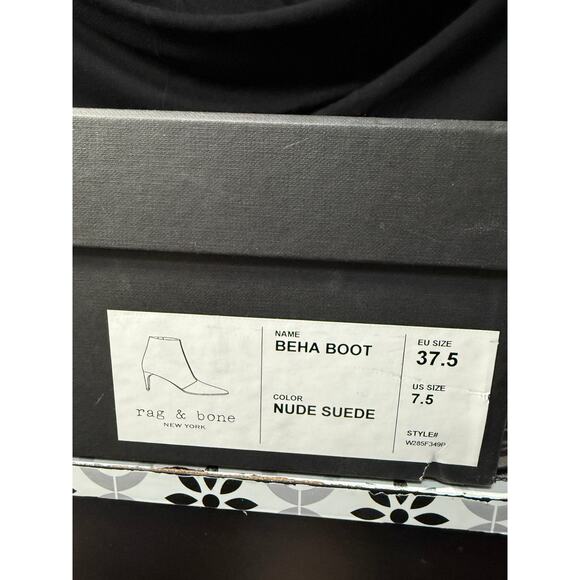 rag & bone
NEW YORK
NAME
BEHA BOOT
COLOR
NUDE SUEDE
EU SIZE
37.5
US SIZE
7.5
STYLE#
W285F349P